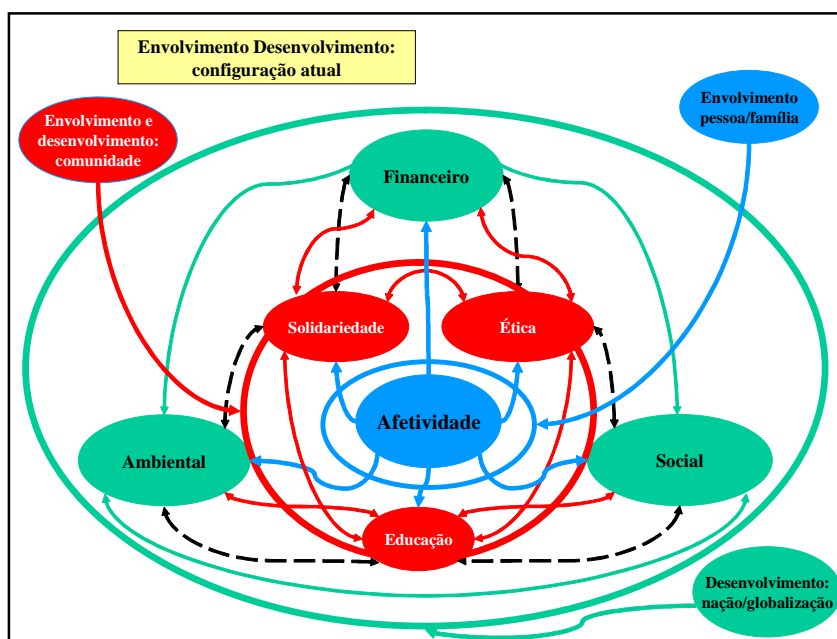 Envolvimento Desenvolvimento:
configuração atual
Envolvimento e
desenvolvimento:
comunidade
Envolvimento
pessoa/família
Financeiro
Solidariedade
Ética
Afetividade
Ambiental
Social
Educação
Desenvolvimento:
nação/globalização